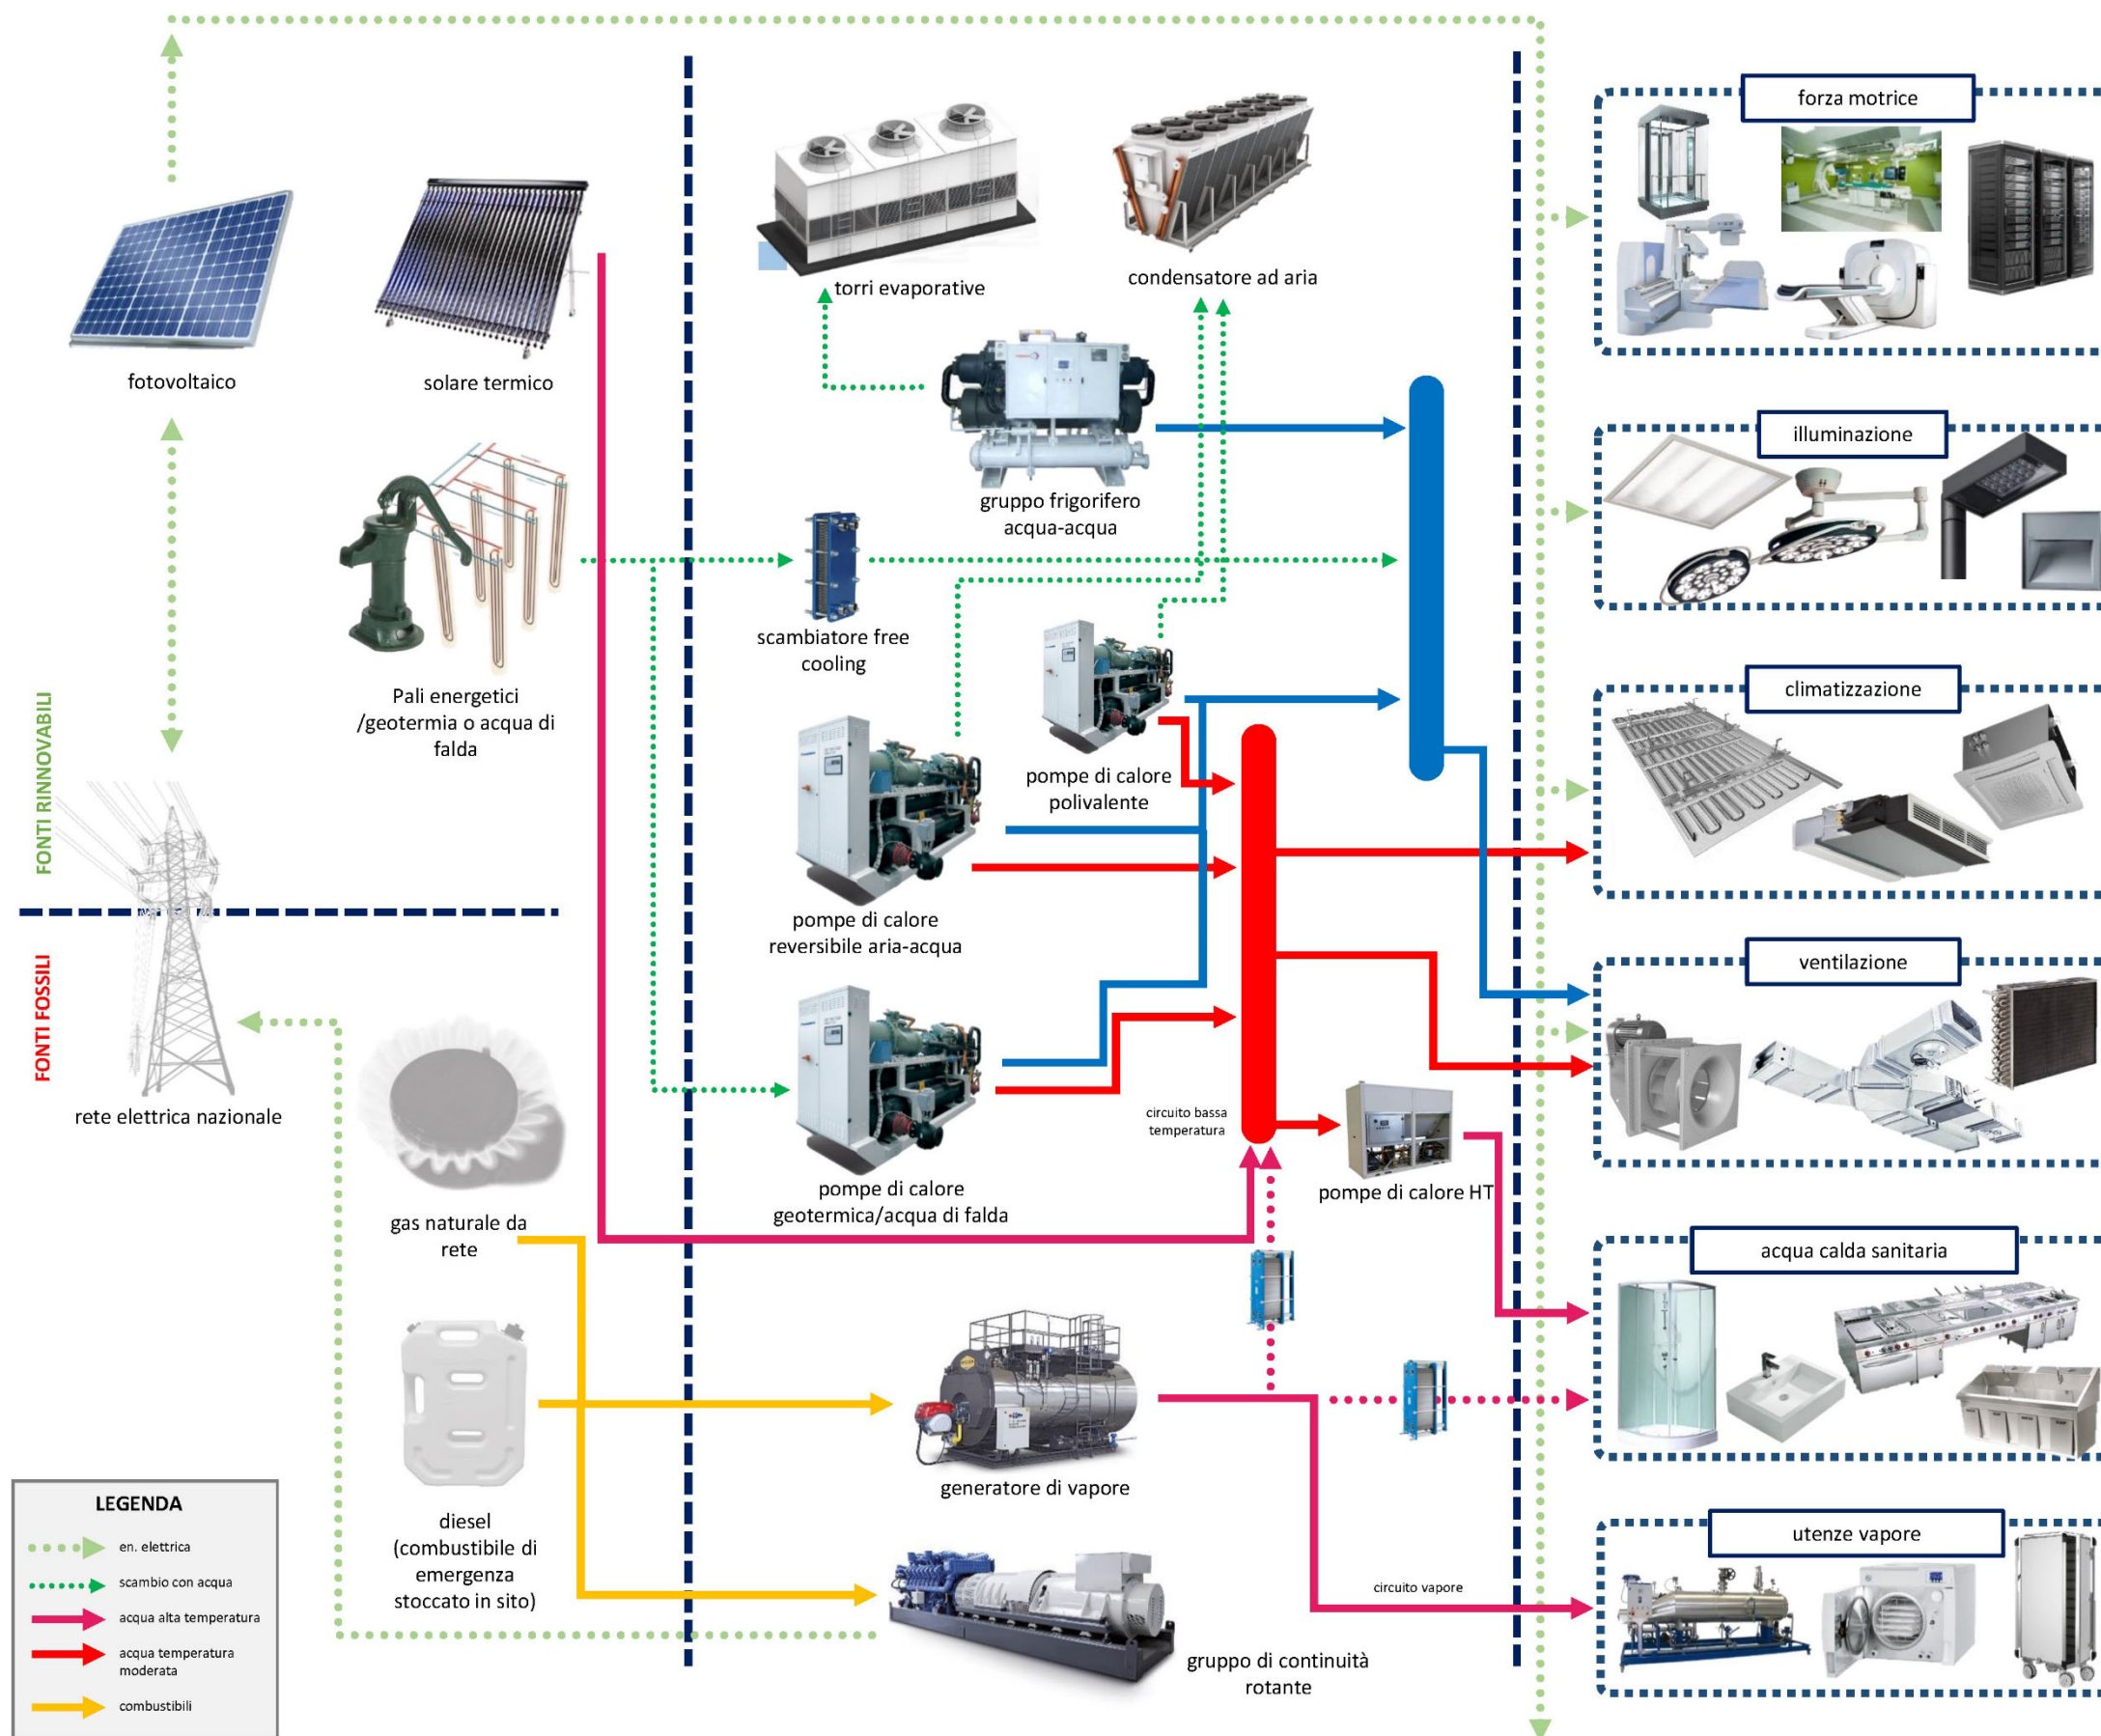 forza motrice
torri evaporative
condensatore ad aria
fotovoltaico
solare termico
illuminazione
gruppo frigorifero
acqua-acqua
scambiatore free
cooling
climatizzazione
Pali energetici
/geotermia o acqua di
falda
FONTI RINNOVABILI
pompe di calore
polivalente
pompe di calore
reversibile aria-acqua
ventilazione
FONTI FOSSILI
rete elettrica nazionale
circuito bassa
temperatura
pompe di calore HT
pompe di calore
geotermica/acqua di falda
gas naturale da
rete
acqua calda sanitaria
generatore di vapore
diesel
(combustibile di
emergenza
stoccato in sito)
utenze vapore
circuito vapore
gruppo di continuità
rotante
LEGENDA
en. elettrica
scambio con acqua
acqua alta temperatura
acqua temperatura
moderata
combustibili